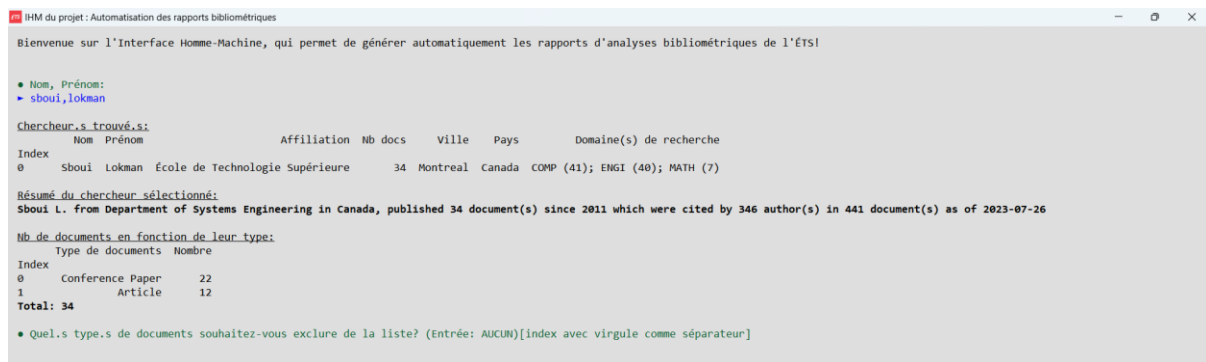 ÉTS IHM du projet : Automatisation des rapports bibliométriques
Bienvenue sur l'Interface Homme-Machine, qui permet de générer automatiquement les rapports d'analyses bibliométriques de l'ÉTS!
● Nom, Prénom:
► sboui,lokman
Chercheur.s trouvé.s:
Nom Prénom Affiliation Nb docs Ville Pays Domaine(s) de recherche
Index
0 Sboui Lokman École de Technologie Supérieure 34 Montreal Canada COMP (41); ENGI (40); MATH (7)
Résumé du chercheur sélectionné:
Sboui L. from Department of Systems Engineering in Canada, published 34 document(s) since 2011 which were cited by 346 author(s) in 441 document(s) as of 2023-07-26
Nb de documents en fonction de leur type:
Type de documents Nombre
Index
0 Conference Paper 22
1 Article 12
Total: 34
● Quel.s type.s de documents souhaitez-vous exclure de la liste? (Entrée: AUCUN)[index avec virgule comme séparateur]